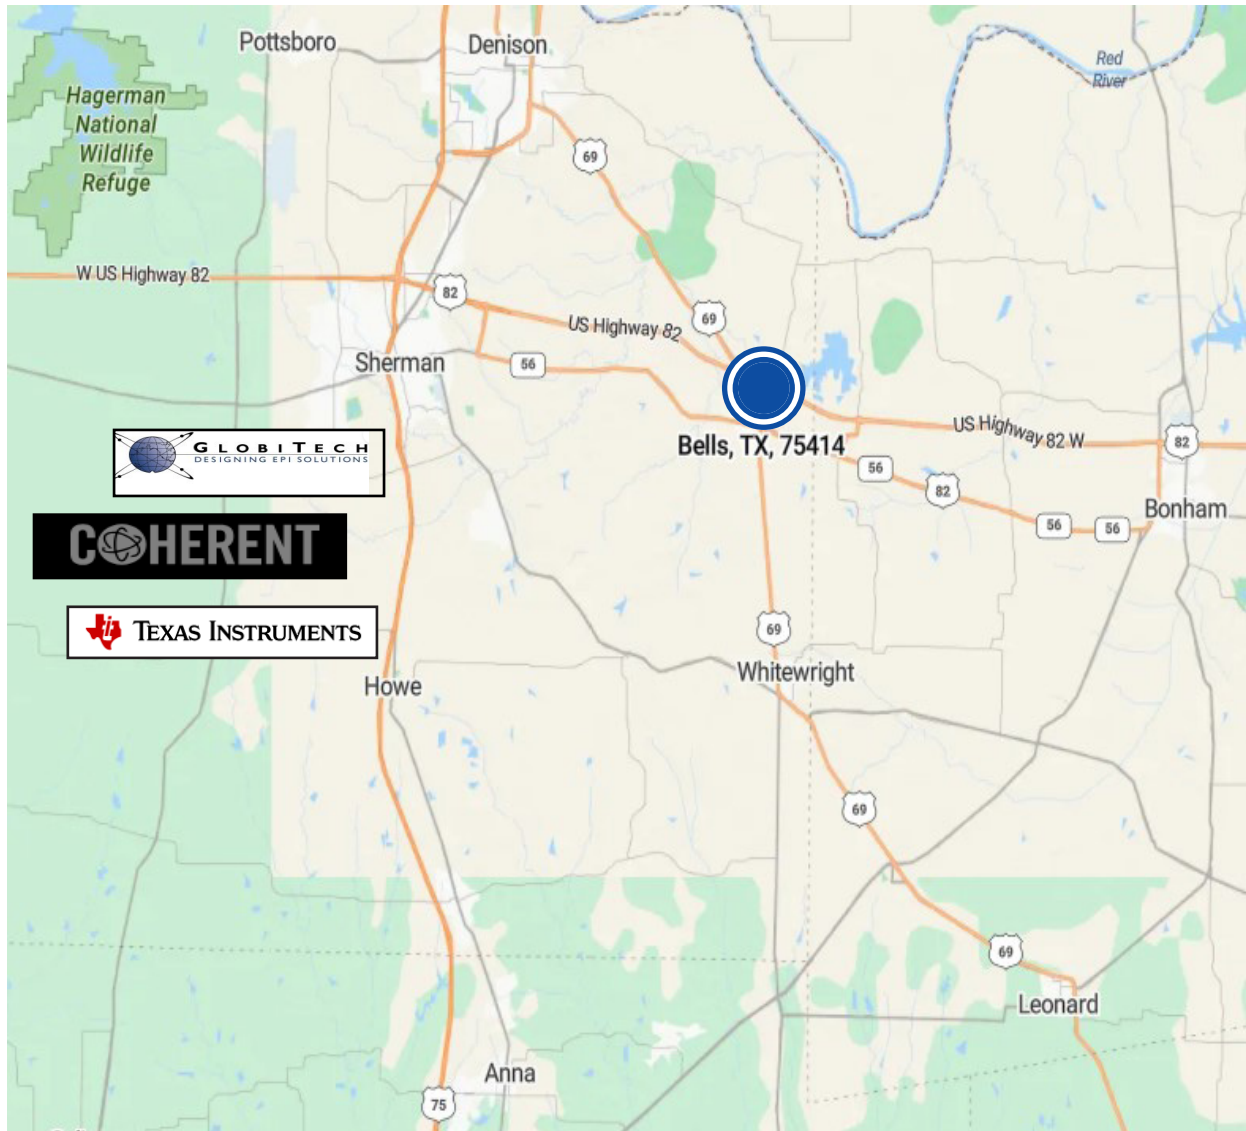 Pottsboro
Denison
Red
River
Hagerman
National
Wildlife
Refuge
69
W US Highway 82
82
US Highway 82
69
Sherman
56
Bells, TX, 75414
US Highway 82 W
82
56
82
56
56
Bonham
GLOBITECH
DESIGNING EPI SOLUTIONS
COHERENT
TEXAS INSTRUMENTS
69
Whitewright
Howe
69
69
Leonard
Anna
75